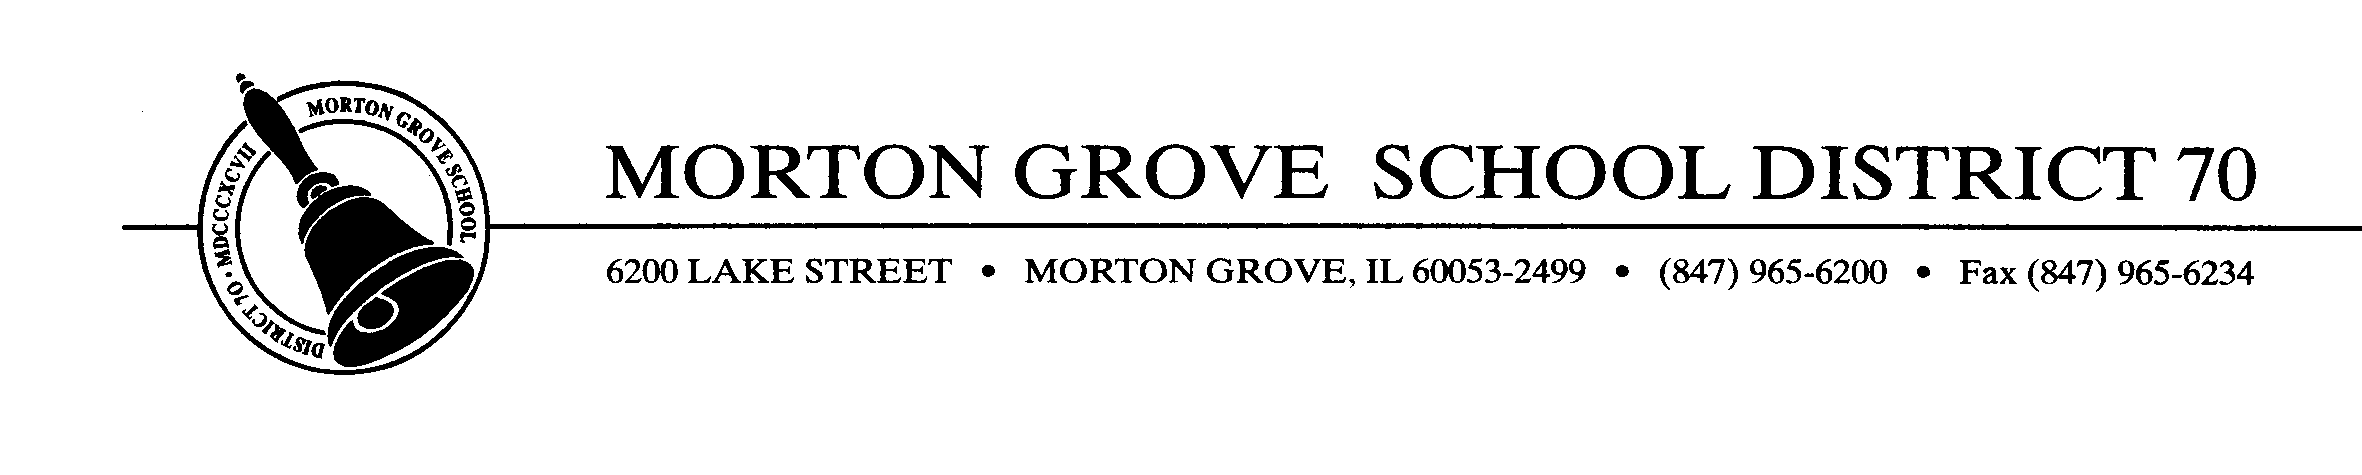 MORTON GROVE SCHOOL
DISTRICT 70 • MDCCCXCVII
MORTON GROVE SCHOOL DISTRICT 70
6200 LAKE STREET • MORTON GROVE, IL 60053-2499 • (847) 965-6200 • Fax (847) 965-6234